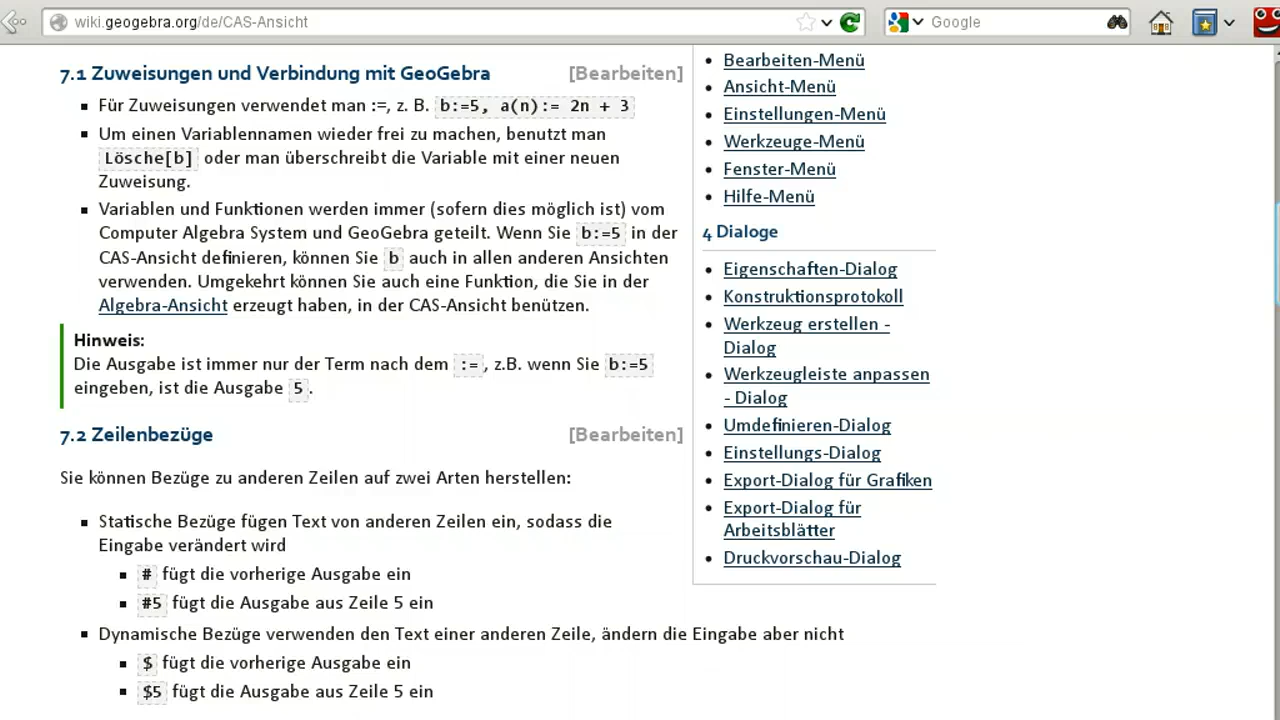 wiki.geogebra.org/de/CAS-Ansicht
Google
7.1 Zuweisungen und Verbindung mit GeoGebra [Bearbeiten]
Für Zuweisungen verwendet man :=, z. B. b:=5, a(n):= 2n + 3
Um einen Variablennamen wieder frei zu machen, benutzt man
Lösche[b] oder man überschreibt die Variable mit einer neuen
Zuweisung.
Variablen und Funktionen werden immer (sofern dies möglich ist) vom
Computer Algebra System und GeoGebra geteilt. Wenn Sie b:=5 in der
CAS-Ansicht definieren, können Sie b auch in allen anderen Ansichten
verwenden. Umgekehrt können Sie auch eine Funktion, die Sie in der
Algebra-Ansicht erzeugt haben, in der CAS-Ansicht benützen.
Hinweis:
Die Ausgabe ist immer nur der Term nach dem :=, z.B. wenn Sie b:=5
eingeben, ist die Ausgabe 5.
7.2 Zeilenbezüge [Bearbeiten]
Sie können Bezüge zu anderen Zeilen auf zwei Arten herstellen:
Statische Bezüge fügen Text von anderen Zeilen ein, sodass die
Eingabe verändert wird
# fügt die vorherige Ausgabe ein
#5 fügt die Ausgabe aus Zeile 5 ein
Dynamische Bezüge verwenden den Text einer anderen Zeile, ändern die Eingabe aber nicht
$ fügt die vorherige Ausgabe ein
$5 fügt die Ausgabe aus Zeile 5 ein
Bearbeiten-Menü
Ansicht-Menü
Einstellungen-Menü
Werkzeuge-Menü
Fenster-Menü
Hilfe-Menü
4 Dialoge
Eigenschaften-Dialog
Konstruktionsprotokoll
Werkzeug erstellen -
Dialog
Werkzeugleiste anpassen
- Dialog
Umdefinieren-Dialog
Einstellungs-Dialog
Export-Dialog für Grafiken
Export-Dialog für
Arbeitsblätter
Druckvorschau-Dialog